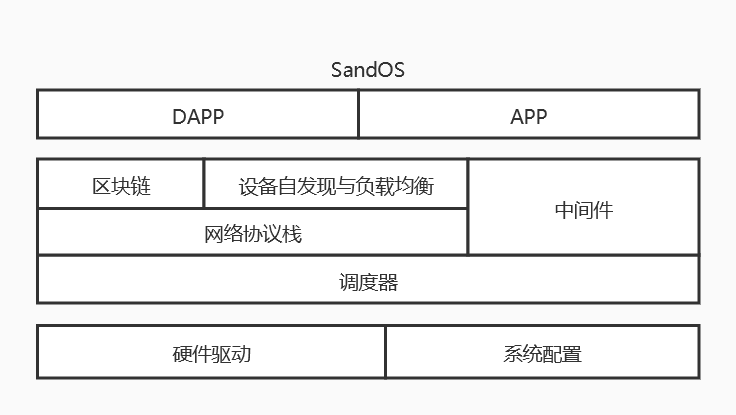 SandOS
DAPP
APP
区块链
设备自发现与负载均衡
中间件
网络协议栈
调度器
硬件驱动
系统配置